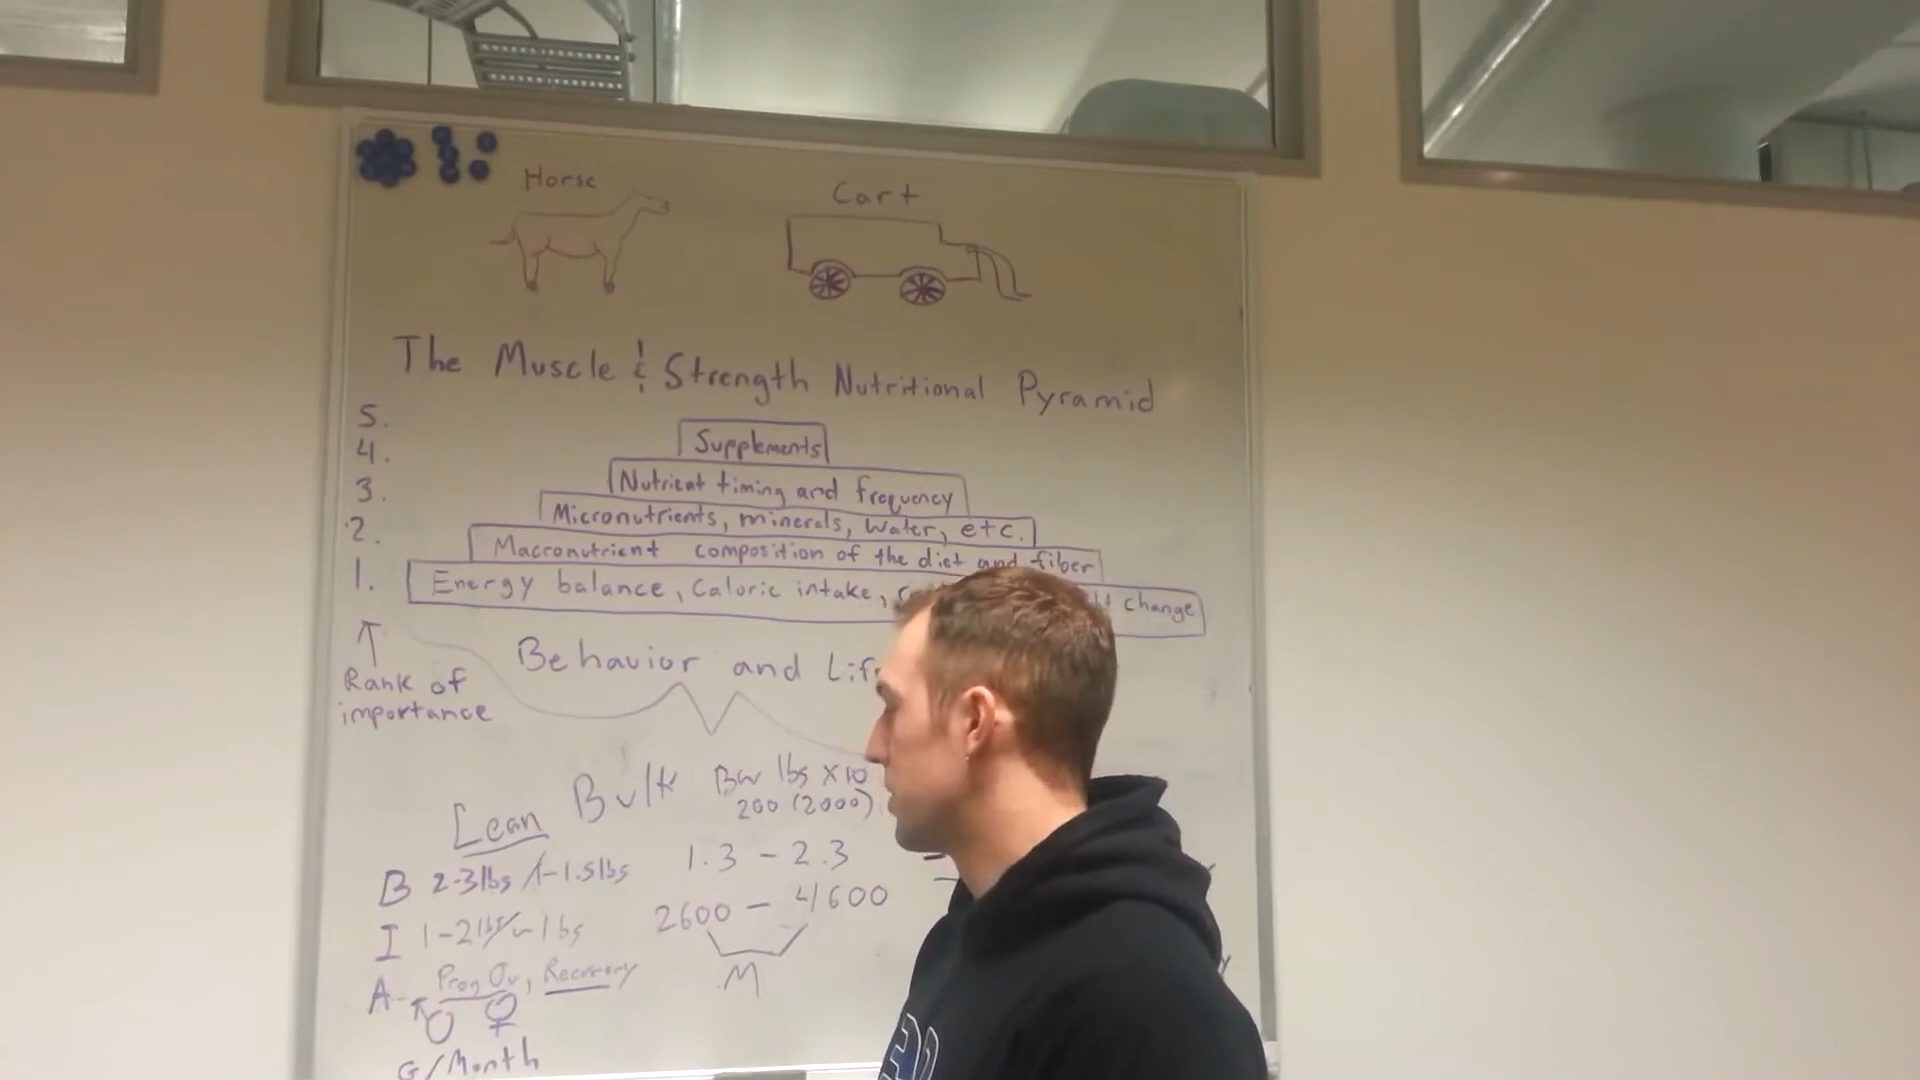 Horse
Cart
The Muscle & Strength Nutritional Pyramid
5.
Supplements
4.
Nutrient timing and frequency
3.
Micronutrients, minerals, water, etc.
2.
Macronutrient composition of the diet and fiber
1.
Energy balance, Caloric intake, change
Rank of
importance
Behavior and
Lean Bulk
BW lbs x10
200 (2000)
B 2-3lbs /1-1.5lbs
1.3 - 2.3
I 1-2lbs/~1lbs
2600 - 4600
A- Prog Ov, Recovery
M
G/Month